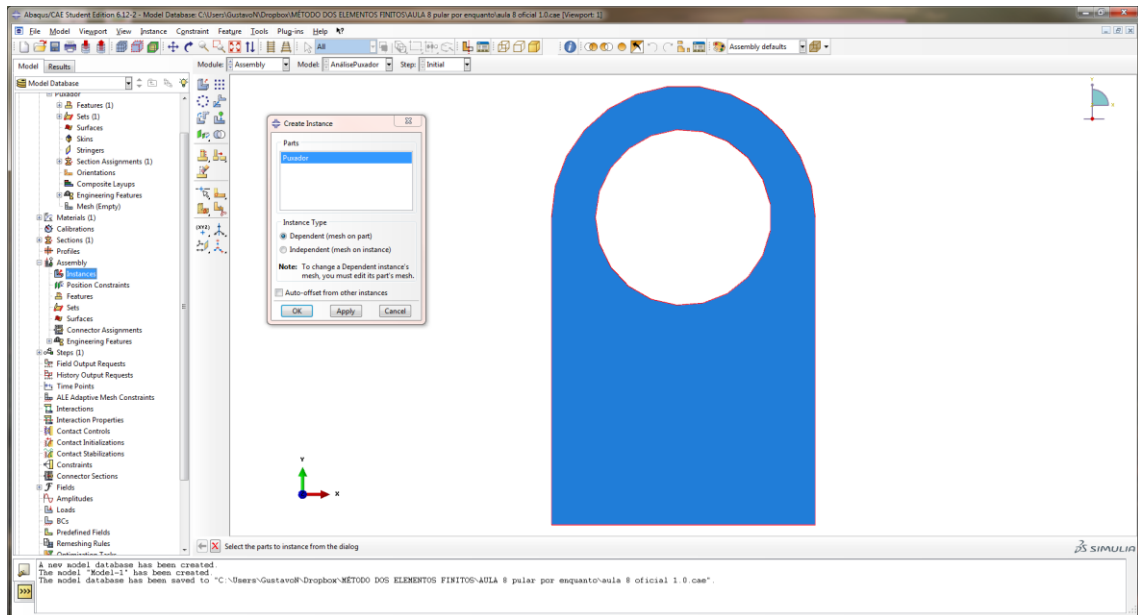 Abaqus/CAE Student Edition 6.12-2 - Model Database: C:\Users\GustavoN\Dropbox\MÉTODO DOS ELEMENTOS FINITOS\AULA 8 pular por enquanto\aula 8 oficial 1.0.cae [Viewport: 1]
File Model Viewport View Instance Constraint Feature Tools Plug-ins Help
All
Assembly defaults
Model Results
Module: Assembly Model: AnálisePuxador Step: Initial
Model Database
Puxador
Features (1)
Sets (1)
Surfaces
Skins
Stringers
Section Assignments (1)
Orientations
Composite Layups
Engineering Features
Mesh (Empty)
Materials (1)
Calibrations
Sections (1)
Profiles
Assembly
Instances
Position Constraints
Features
Sets
Surfaces
Connector Assignments
Engineering Features
Steps (1)
Field Output Requests
History Output Requests
Time Points
ALE Adaptive Mesh Constraints
Interactions
Interaction Properties
Contact Controls
Contact Initializations
Contact Stabilizations
Constraints
Connector Sections
Fields
Amplitudes
Loads
BCs
Predefined Fields
Remeshing Rules
Optimization Tasks
(XYZ)
Create Instance
Parts
Puxador
Instance Type
Dependent (mesh on part)
Independent (mesh on instance)
Note: To change a Dependent instance's
mesh, you must edit its part's mesh.
Auto-offset from other instances
OK Apply Cancel
Y
X
Select the parts to instance from the dialog
SIMULIA
A new model database has been created.
The model "Model-1" has been created.
The model database has been saved to "C:\Users\GustavoN\Dropbox\MÉTODO DOS ELEMENTOS FINITOS\AULA 8 pular por enquanto\aula 8 oficial 1.0.cae".